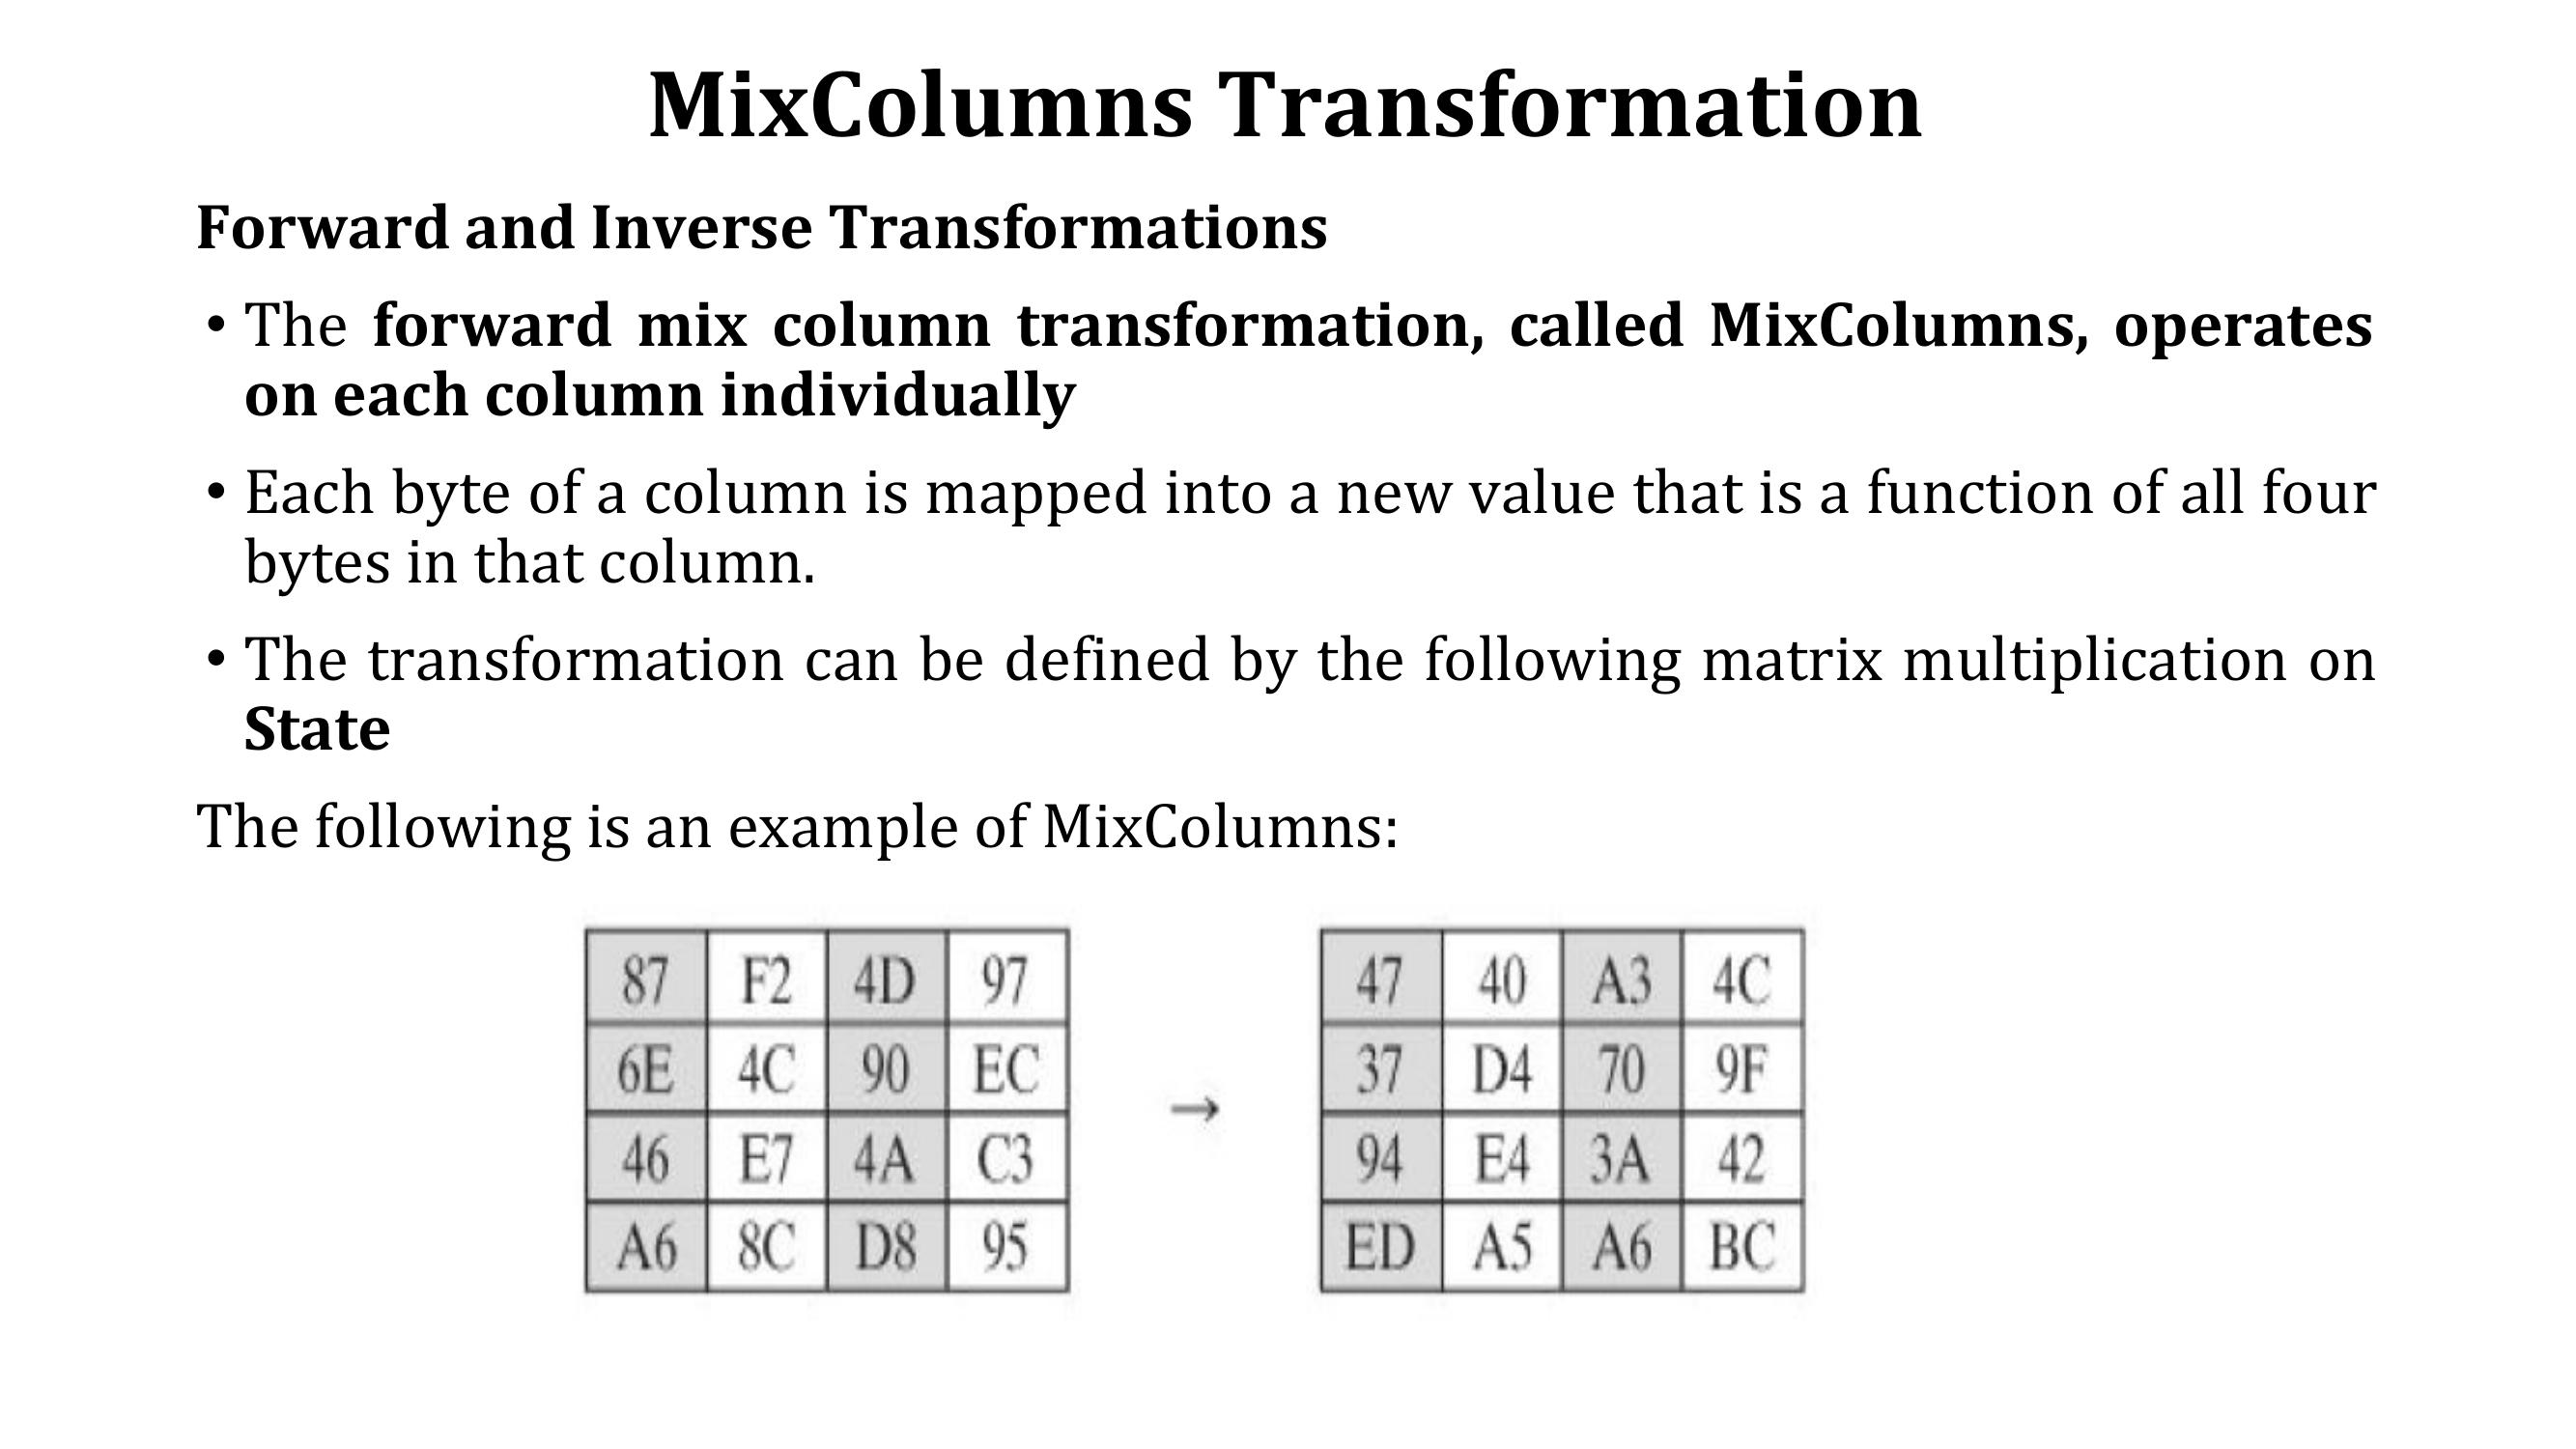 MixColumns Transformation
Forward and Inverse Transformations
• The forward mix column transformation, called MixColumns, operates
on each column individually
• Each byte of a column is mapped into a new value that is a function of all four
bytes in that column.
• The transformation can be defined by the following matrix multiplication on
State
The following is an example of MixColumns:
87 F2 4D 97
6E 4C 90 EC
46 E7 4A C3
A6 8C D8 95
→
47 40 A3 4C
37 D4 70 9F
94 E4 3A 42
ED A5 A6 BC